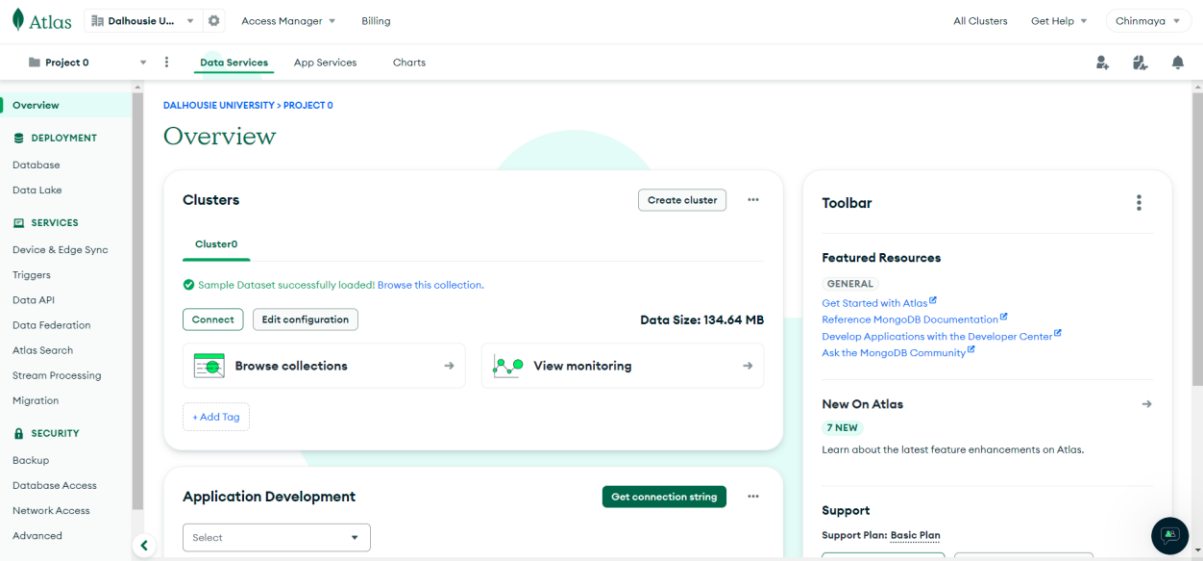 Atlas
Dalhousie U...
Access Manager
Billing
All Clusters
Get Help
Chinmaya
Project 0
Data Services
App Services
Charts
Overview
DEPLOYMENT
Database
Data Lake
SERVICES
Device & Edge Sync
Triggers
Data API
Data Federation
Atlas Search
Stream Processing
Migration
SECURITY
Backup
Database Access
Network Access
Advanced
DALHOUSIE UNIVERSITY > PROJECT 0
Overview
Clusters
Create cluster
Cluster0
Sample Dataset successfully loaded! Browse this collection.
Connect
Edit configuration
Data Size: 134.64 MB
Browse collections
View monitoring
+ Add Tag
Application Development
Get connection string
Select
Toolbar
Featured Resources
GENERAL
Get Started with Atlas
Reference MongoDB Documentation
Develop Applications with the Developer Center
Ask the MongoDB Community
New On Atlas
7 NEW
Learn about the latest feature enhancements on Atlas.
Support
Support Plan: Basic Plan